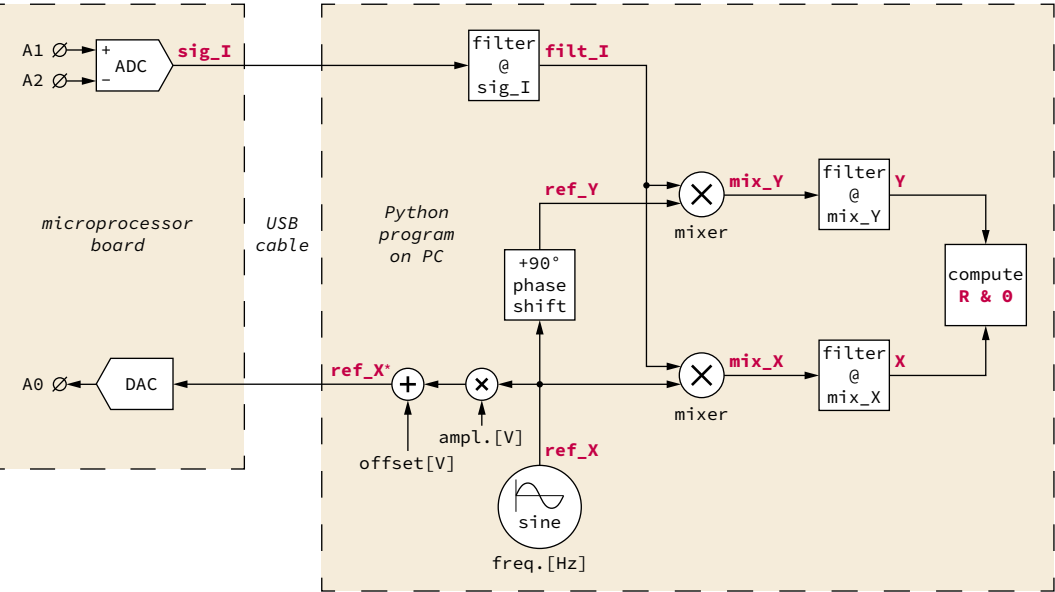 A1
A2
+
−
ADC
sig_I
filter
@
sig_I
filt_I
microprocessor
board
USB
cable
Python
program
on PC
ref_Y
+90°
phase
shift
mixer
mix_Y
filter
@
mix_Y
Y
compute
R & Θ
A0
DAC
ref_X*
+
×
ampl.[V]
offset[V]
ref_X
sine
freq.[Hz]
mixer
mix_X
filter
@
mix_X
X